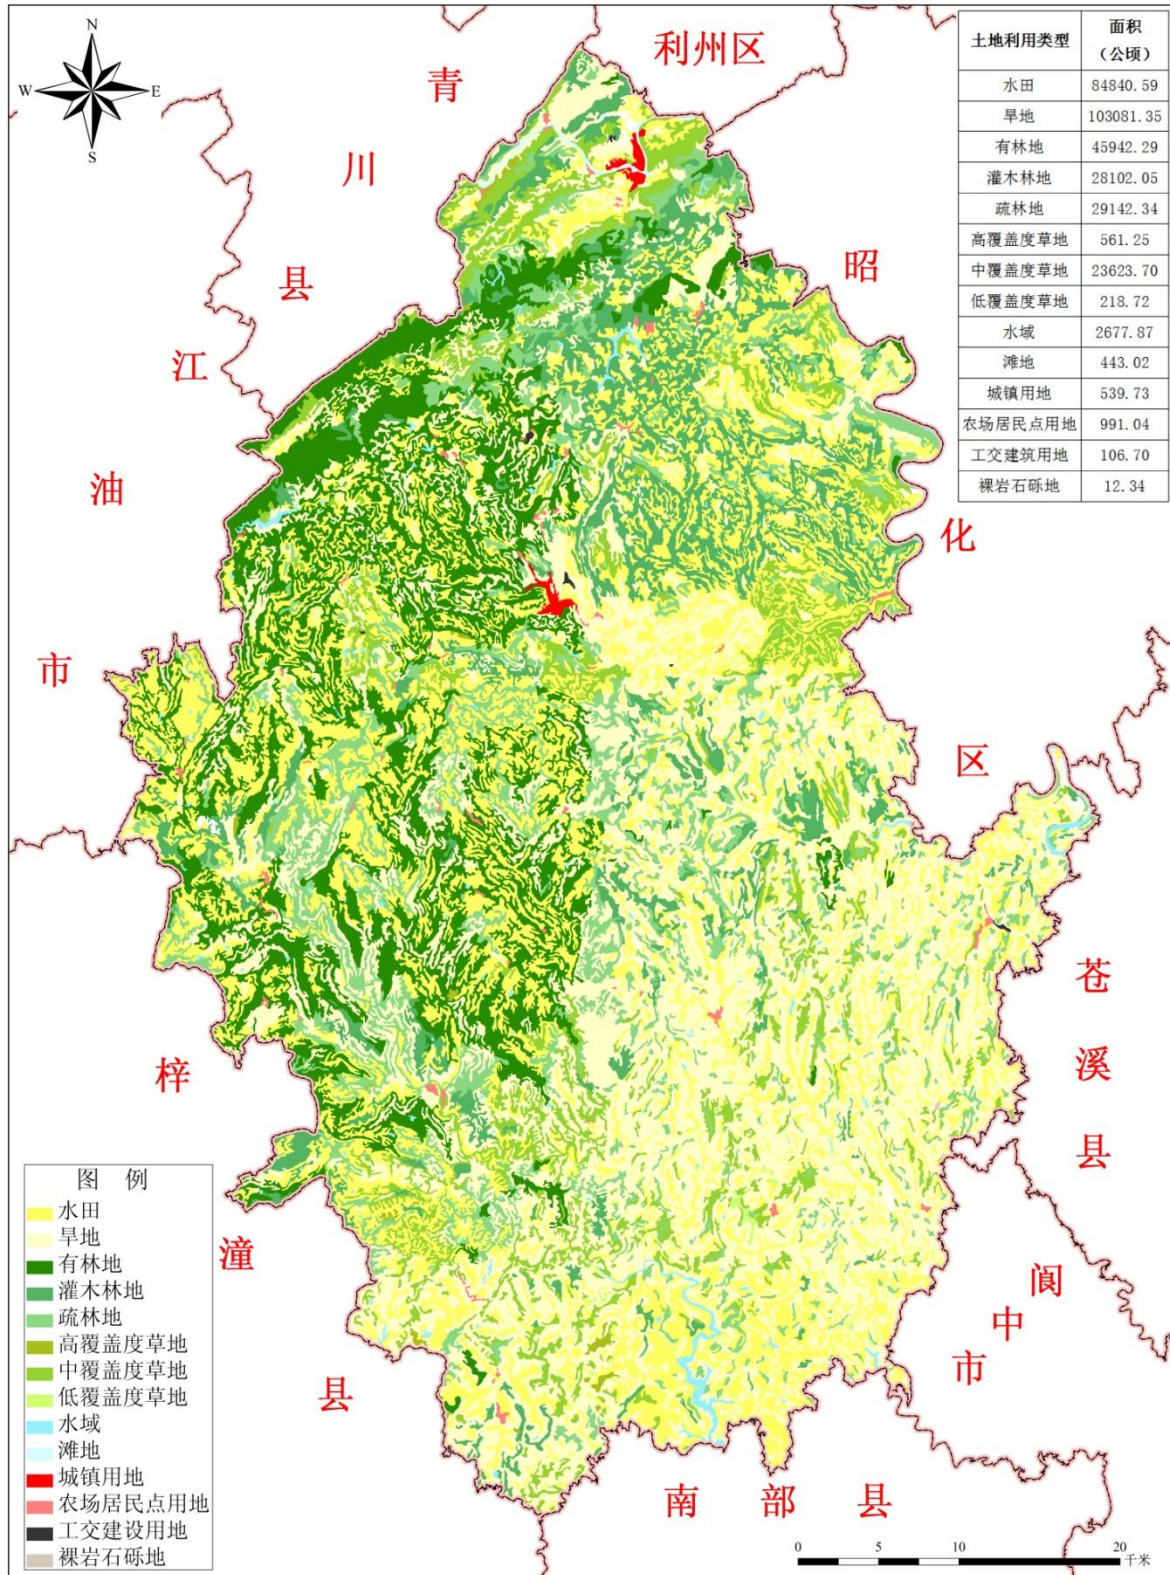 N
W
E
S
利州区
青
川
县
江
油
市
昭
化
区
苍
溪
县
梓
潼
县
阆
中
市
南部县
土地利用类型 面积（公顷）
水田 84840.59
旱地 103081.35
有林地 45942.29
灌木林地 28102.05
疏林地 29142.34
高覆盖度草地 561.25
中覆盖度草地 23623.70
低覆盖度草地 218.72
水域 2677.87
滩地 443.02
城镇用地 539.73
农场居民点用地 991.04
工交建筑用地 106.70
裸岩石砾地 12.34
图 例
水田
旱地
有林地
灌木林地
疏林地
高覆盖度草地
中覆盖度草地
低覆盖度草地
水域
滩地
城镇用地
农场居民点用地
工交建设用地
裸岩石砾地
0 5 10 20
千米